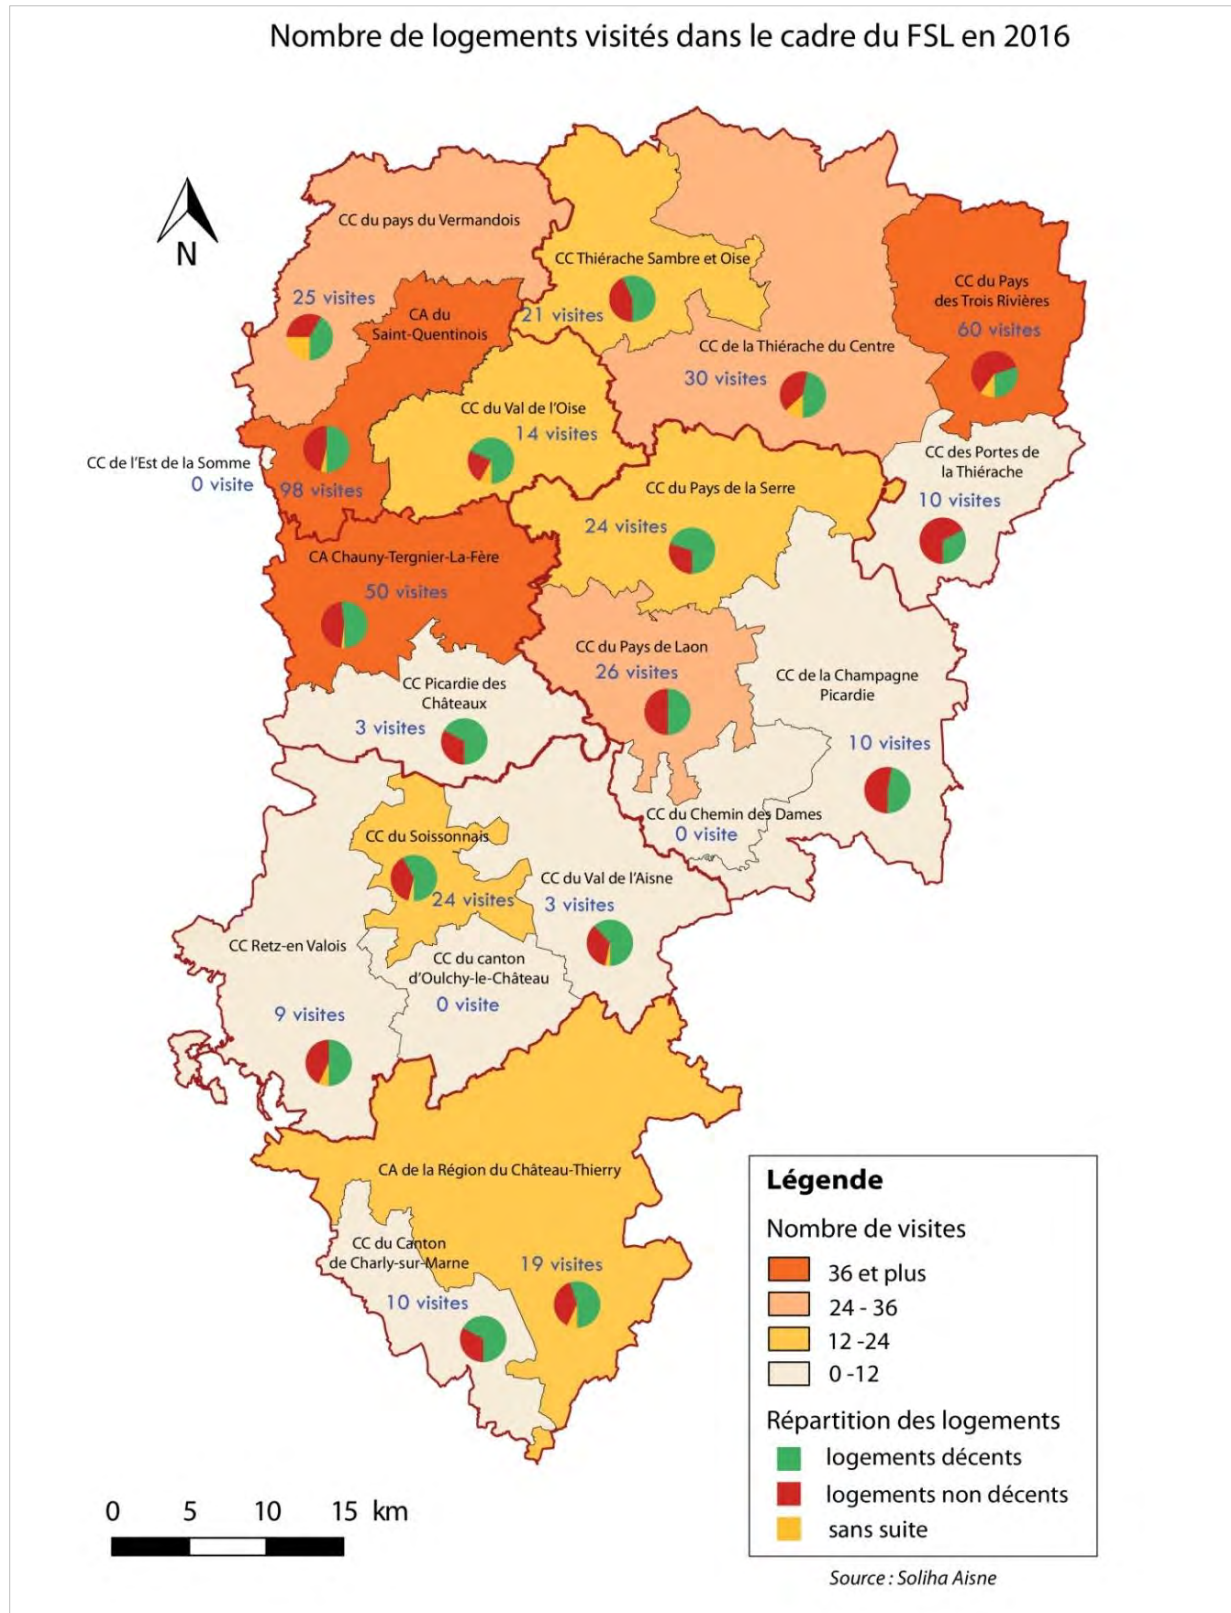 Nombre de logements visités dans le cadre du FSL en 2016
N
CC du pays du Vermandois
25 visites
CA du
Saint-Quentinois
98 visites
CC Thiérache Sambre et Oise
21 visites
CC de la Thiérache du Centre
30 visites
CC du Pays
des Trois Rivières
60 visites
CC du Val de l'Oise
14 visites
CC de l'Est de la Somme
0 visite
CC des Portes de
la Thiérache
10 visites
CC du Pays de la Serre
24 visites
CA Chauny-Tergnier-La-Fère
50 visites
CC du Pays de Laon
26 visites
CC de la Champagne
Picardie
10 visites
CC Picardie des
Châteaux
3 visites
CC du Chemin des Dames
0 visite
CC du Soissonnais
24 visites
CC du Val de l'Aisne
3 visites
CC Retz-en Valois
9 visites
CC du canton
d'Oulchy-le-Château
0 visite
CA de la Région du Château-Thierry
19 visites
CC du Canton
de Charly-sur-Marne
10 visites
Légende
Nombre de visites
36 et plus
24 - 36
12 -24
0 -12
Répartition des logements
logements décents
logements non décents
sans suite
0 5 10 15 km
Source : Soliha Aisne